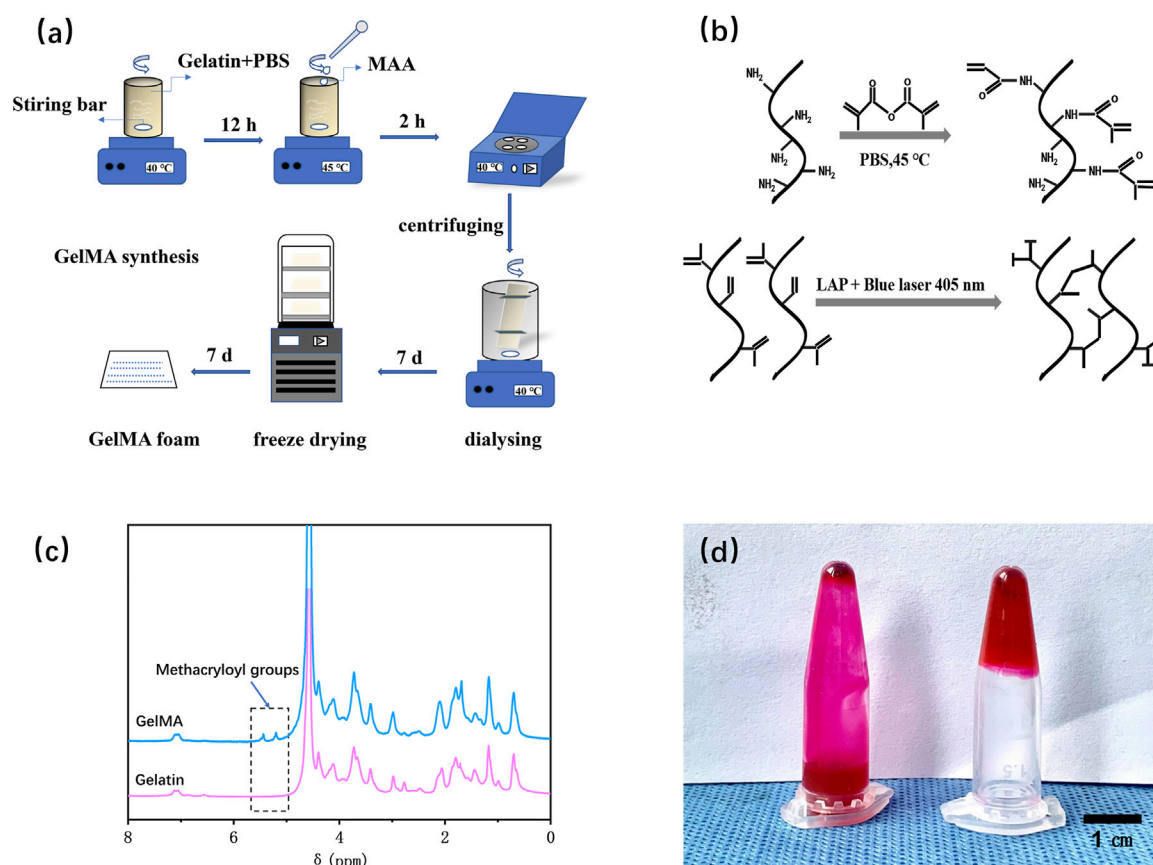 (a)
Gelatin+PBS
MAA
Stiring bar
12 h
2 h
40 ℃
45 ℃
40 ℃
centrifuging
GelMA synthesis
7 d
7 d
40 ℃
GelMA foam
freeze drying
dialysing
(b)
NH2
NH2
NH2
NH2
NH2
O
O
O
PBS,45 ℃
O
NH
NH
O
NH2
NH
O
NH2
LAP + Blue laser 405 nm
(c)
Methacryloyl groups
GelMA
Gelatin
8
6
4
2
0
δ (ppm)
(d)
1.5
1 cm